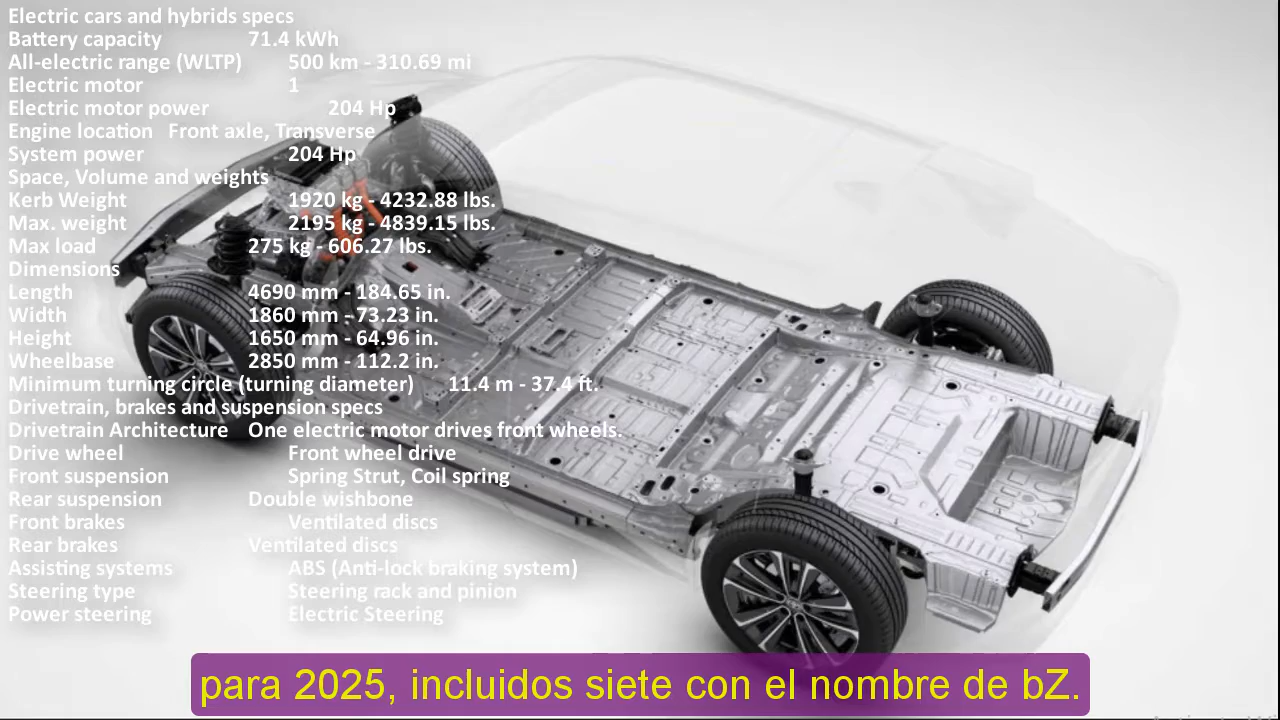 Electric cars and hybrids specs
Battery capacity 71.4 kWh
All-electric range (WLTP) 500 km - 310.69 mi
Electric motor 1
Electric motor power 204 Hp
Engine location Front axle, Transverse
System power 204 Hp
Space, Volume and weights
Kerb Weight 1920 kg - 4232.88 lbs.
Max. weight 2195 kg - 4839.15 lbs.
Max load 275 kg - 606.27 lbs.
Dimensions
Length 4690 mm - 184.65 in.
Width 1860 mm - 73.23 in.
Height 1650 mm - 64.96 in.
Wheelbase 2850 mm - 112.2 in.
Minimum turning circle (turning diameter) 11.4 m - 37.4 ft.
Drivetrain, brakes and suspension specs
Drivetrain Architecture One electric motor drives front wheels.
Drive wheel Front wheel drive
Front suspension Spring Strut, Coil spring
Rear suspension Double wishbone
Front brakes Ventilated discs
Rear brakes Ventilated discs
Assisting systems ABS (Anti-lock braking system)
Steering type Steering rack and pinion
Power steering Electric Steering
para 2025, incluidos siete con el nombre de bZ.